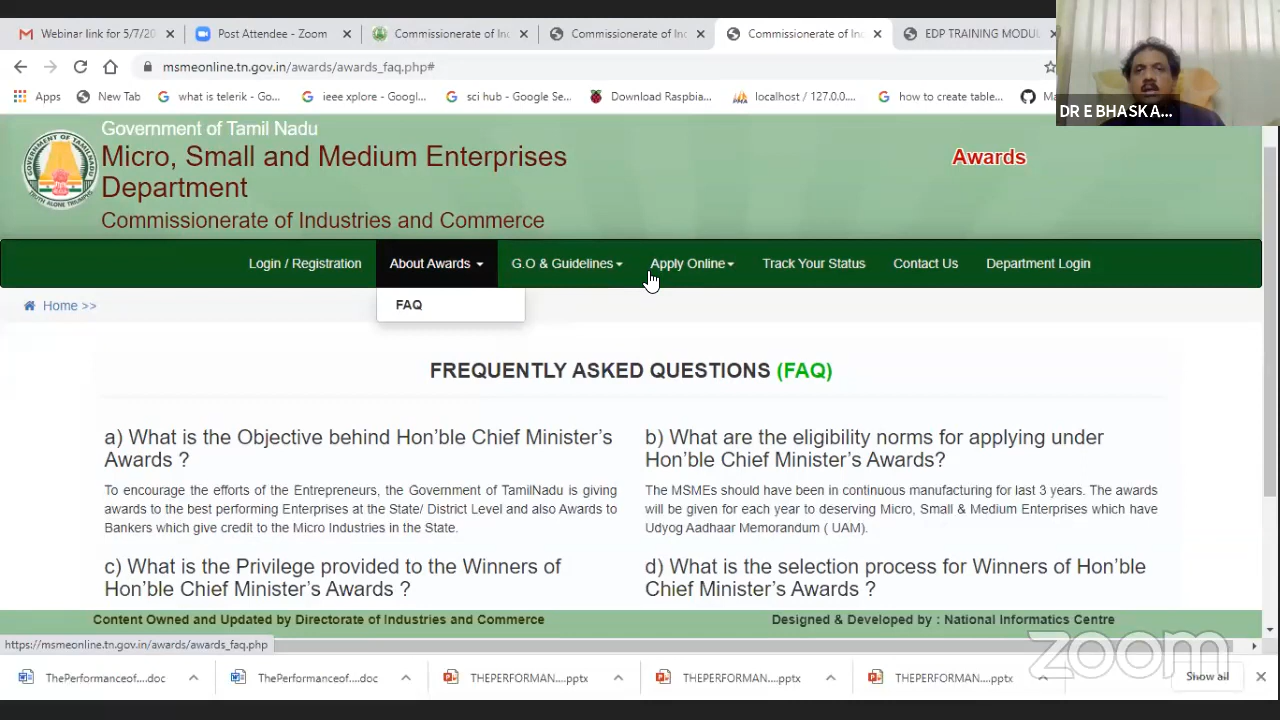 Webinar link for 5/7/20
Post Attendee - Zoom
Commissionerate of Ind
Commissionerate of Ind
Commissionerate of Ind
EDP TRAINING MODUL
msmeonline.tn.gov.in/awards/awards_faq.php#
Apps
New Tab
what is telerik - Go...
ieee xplore - Googl...
sci hub - Google Se...
Download Raspbia...
localhost / 127.0.0....
how to create table...
DR E BHASKA...
Government of Tamil Nadu
Micro, Small and Medium Enterprises
Department
Commissionerate of Industries and Commerce
Awards
Login / Registration
About Awards
G.O & Guidelines
Apply Online
Track Your Status
Contact Us
Department Login
FAQ
Home >>
FREQUENTLY ASKED QUESTIONS (FAQ)
a) What is the Objective behind Hon'ble Chief Minister's
Awards ?
To encourage the efforts of the Entrepreneurs, the Government of TamilNadu is giving
awards to the best performing Enterprises at the State/ District Level and also Awards to
Bankers which give credit to the Micro Industries in the State.
b) What are the eligibility norms for applying under
Hon'ble Chief Minister's Awards?
The MSMEs should have been in continuous manufacturing for last 3 years. The awards
will be given for each year to deserving Micro, Small & Medium Enterprises which have
Udyog Aadhaar Memorandum ( UAM).
c) What is the Privilege provided to the Winners of
Hon'ble Chief Minister's Awards ?
d) What is the selection process for Winners of Hon'ble
Chief Minister's Awards ?
Content Owned and Updated by Directorate of Industries and Commerce
Designed & Developed by : National Informatics Centre
https://msmeonline.tn.gov.in/awards/awards_faq.php
zoom
ThePerformanceof....doc
ThePerformanceof....doc
THEPERFORMAN....pptx
THEPERFORMAN....pptx
THEPERFORMAN....pptx
Show all